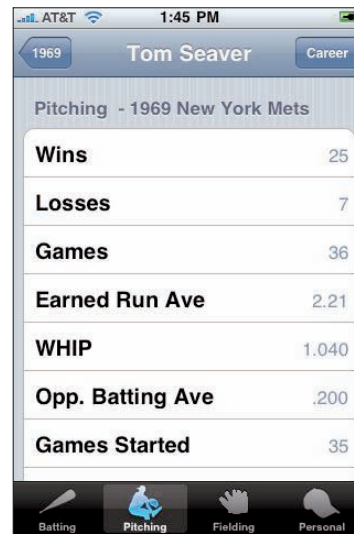 AT&T 1:45 PM
1969 Tom Seaver Career
Pitching - 1969 New York Mets
Wins 25
Losses 7
Games 36
Earned Run Ave 2.21
WHIP 1.040
Opp. Batting Ave .200
Games Started 35
Batting Pitching Fielding Personal